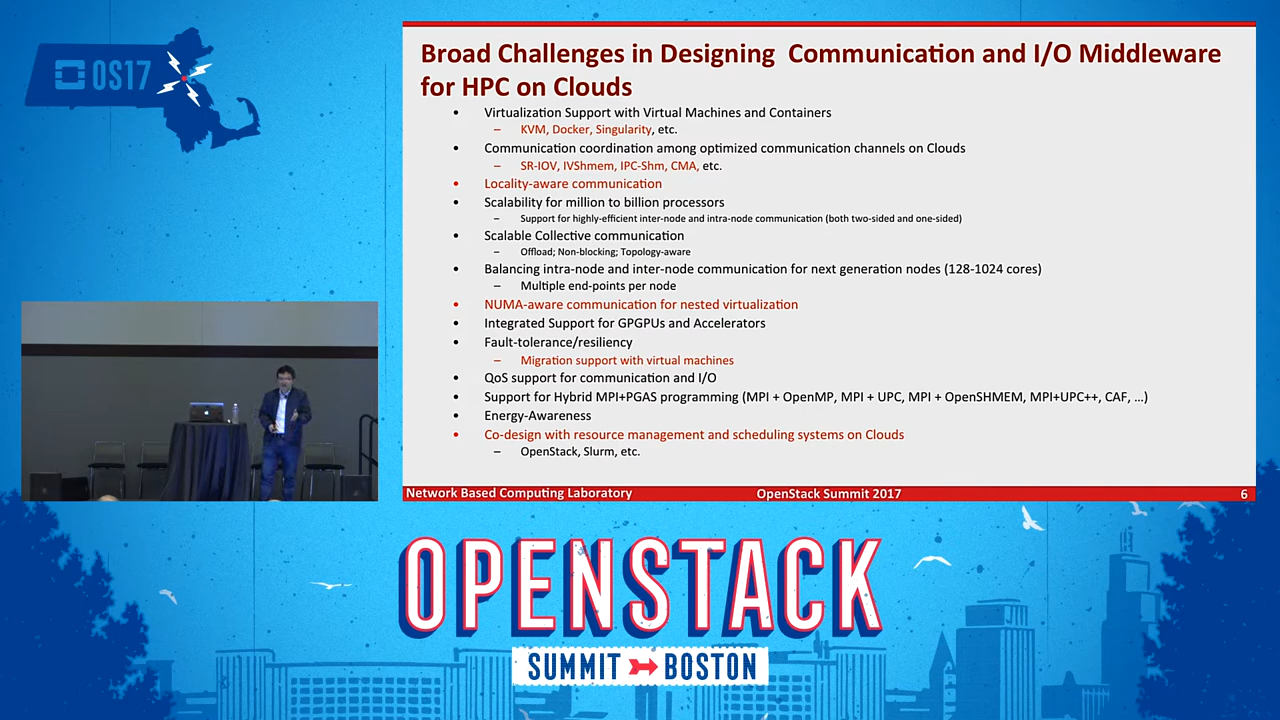 OS17
Broad Challenges in Designing Communication and I/O Middleware
for HPC on Clouds
• Virtualization Support with Virtual Machines and Containers
– KVM, Docker, Singularity, etc.
• Communication coordination among optimized communication channels on Clouds
– SR-IOV, IVShmem, IPC-Shm, CMA, etc.
• Locality-aware communication
• Scalability for million to billion processors
– Support for highly-efficient inter-node and intra-node communication (both two-sided and one-sided)
• Scalable Collective communication
– Offload; Non-blocking; Topology-aware
• Balancing intra-node and inter-node communication for next generation nodes (128-1024 cores)
– Multiple end-points per node
• NUMA-aware communication for nested virtualization
• Integrated Support for GPGPUs and Accelerators
• Fault-tolerance/resiliency
– Migration support with virtual machines
• QoS support for communication and I/O
• Support for Hybrid MPI+PGAS programming (MPI + OpenMP, MPI + UPC, MPI + OpenSHMEM, MPI+UPC++, CAF, …)
• Energy-Awareness
• Co-design with resource management and scheduling systems on Clouds
– OpenStack, Slurm, etc.
Network Based Computing Laboratory OpenStack Summit 2017 6
OPENSTACK
SUMMIT BOSTON